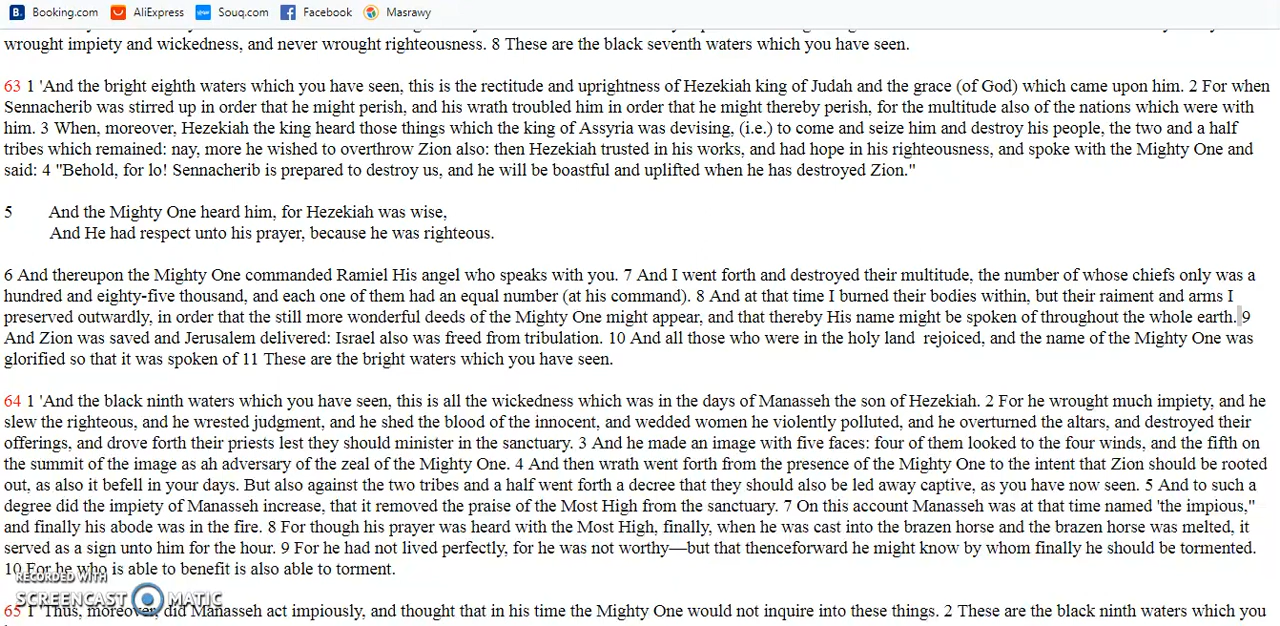 Booking.com AliExpress Souq.com Facebook Masrawy
wrought impiety and wickedness, and never wrought righteousness. 8 These are the black seventh waters which you have seen.
63 1 'And the bright eighth waters which you have seen, this is the rectitude and uprightness of Hezekiah king of Judah and the grace (of God) which came upon him. 2 For when
Sennacherib was stirred up in order that he might perish, and his wrath troubled him in order that he might thereby perish, for the multitude also of the nations which were with
him. 3 When, moreover, Hezekiah the king heard those things which the king of Assyria was devising, (i.e.) to come and seize him and destroy his people, the two and a half
tribes which remained: nay, more he wished to overthrow Zion also: then Hezekiah trusted in his works, and had hope in his righteousness, and spoke with the Mighty One and
said: 4 "Behold, for lo! Sennacherib is prepared to destroy us, and he will be boastful and uplifted when he has destroyed Zion."
5 And the Mighty One heard him, for Hezekiah was wise,
And He had respect unto his prayer, because he was righteous.
6 And thereupon the Mighty One commanded Ramiel His angel who speaks with you. 7 And I went forth and destroyed their multitude, the number of whose chiefs only was a
hundred and eighty-five thousand, and each one of them had an equal number (at his command). 8 And at that time I burned their bodies within, but their raiment and arms I
preserved outwardly, in order that the still more wonderful deeds of the Mighty One might appear, and that thereby His name might be spoken of throughout the whole earth. 9
And Zion was saved and Jerusalem delivered: Israel also was freed from tribulation. 10 And all those who were in the holy land rejoiced, and the name of the Mighty One was
glorified so that it was spoken of 11 These are the bright waters which you have seen.
64 1 'And the black ninth waters which you have seen, this is all the wickedness which was in the days of Manasseh the son of Hezekiah. 2 For he wrought much impiety, and he
slew the righteous, and he wrested judgment, and he shed the blood of the innocent, and wedded women he violently polluted, and he overturned the altars, and destroyed their
offerings, and drove forth their priests lest they should minister in the sanctuary. 3 And he made an image with five faces: four of them looked to the four winds, and the fifth on
the summit of the image as ah adversary of the zeal of the Mighty One. 4 And then wrath went forth from the presence of the Mighty One to the intent that Zion should be rooted
out, as also it befell in your days. But also against the two tribes and a half went forth a decree that they should also be led away captive, as you have now seen. 5 And to such a
degree did the impiety of Manasseh increase, that it removed the praise of the Most High from the sanctuary. 7 On this account Manasseh was at that time named 'the impious,"
and finally his abode was in the fire. 8 For though his prayer was heard with the Most High, finally, when he was cast into the brazen horse and the brazen horse was melted, it
served as a sign unto him for the hour. 9 For he had not lived perfectly, for he was not worthy—but that thenceforward he might know by whom finally he should be tormented.
10 For he who is able to benefit is also able to torment.
RECORDED WITH
SCREENCAST MATIC
65 1 'Thus, moreover, did Manasseh act impiously, and thought that in his time the Mighty One would not inquire into these things. 2 These are the black ninth waters which you